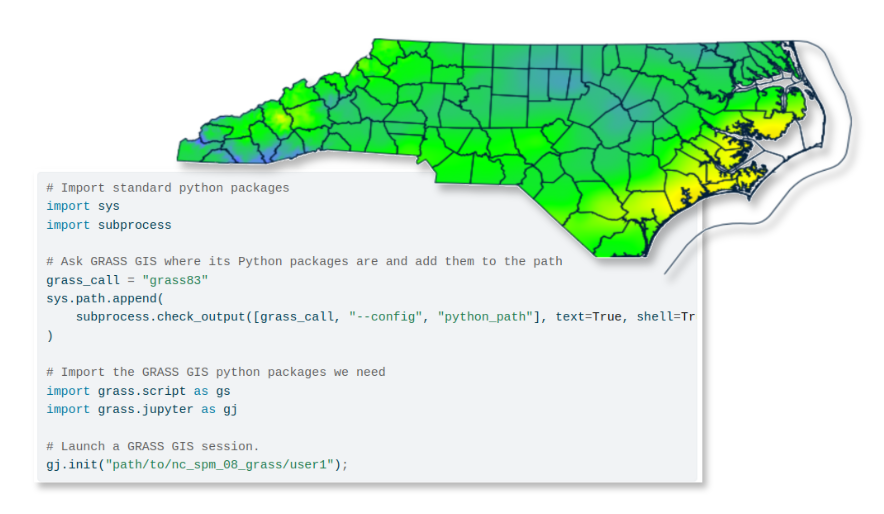 # Import standard python packages
import sys
import subprocess
# Ask GRASS GIS where its Python packages are and add them to the path
grass_call = "grass83"
sys.path.append(
    subprocess.check_output([grass_call, "--config", "python_path"], text=True, shell=Tr
)
# Import the GRASS GIS python packages we need
import grass.script as gs
import grass.jupyter as gj
# Launch a GRASS GIS session.
gj.init("path/to/nc_spm_08_grass/user1");